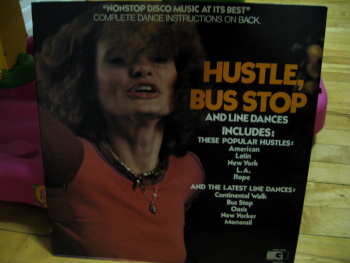 "NONSTOP DISCO MUSIC AT ITS BEST"
COMPLETE DANCE INSTRUCTIONS ON BACK.
HUSTLE,
BUS STOP
AND LINE DANCES
INCLUDES:
THESE POPULAR HUSTLES:
American
Latin
New York
L.A.
Rope
AND THE LATEST LINE DANCES:
Continental Walk
Bus Stop
Oasis
New Yorker
Monorail